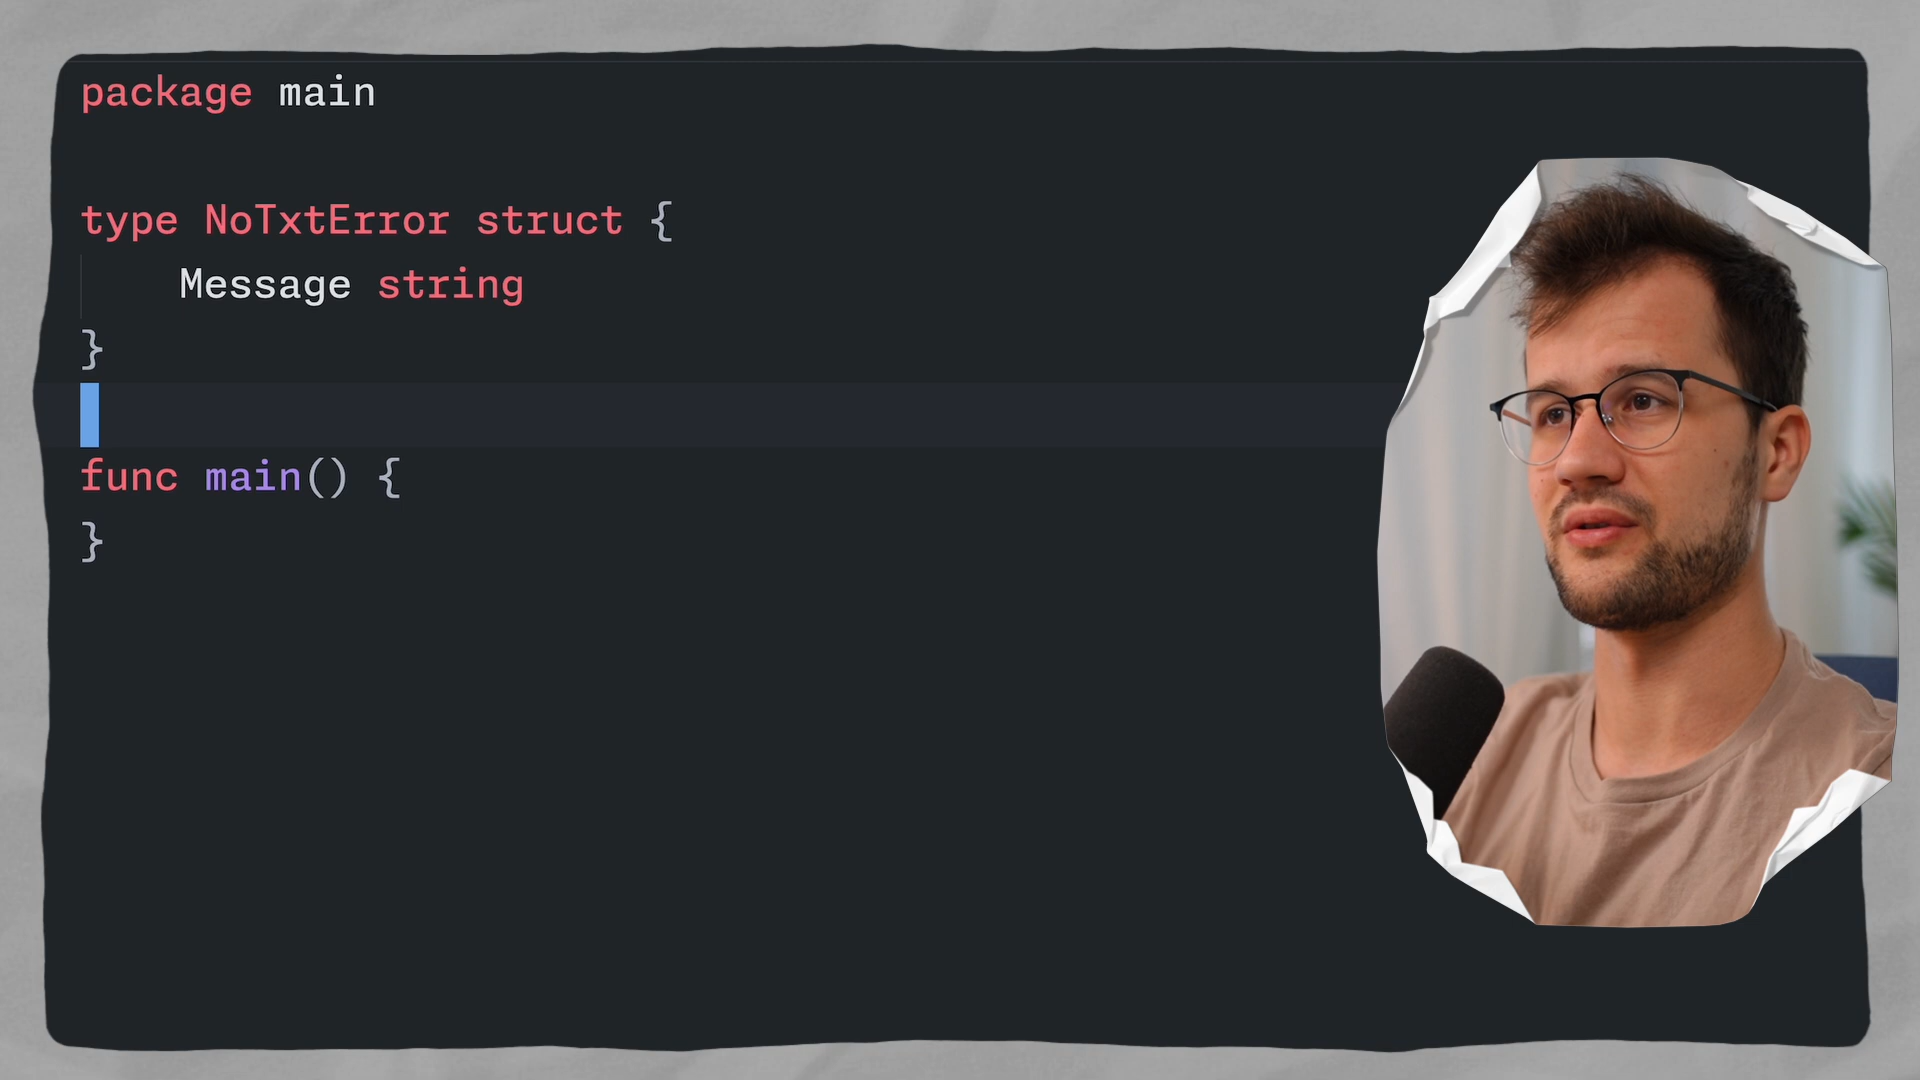 package main
type NoTxtError struct {
    Message string
}
func main() {
}